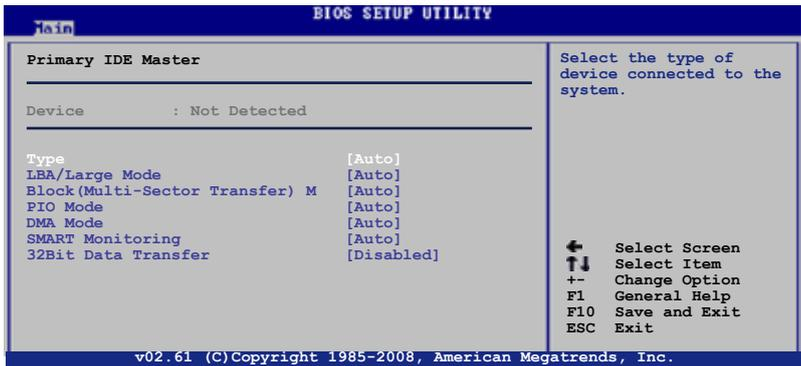 BIOS SETUP UTILITY
Main
Primary IDE Master
Device : Not Detected
Type [Auto]
LBA/Large Mode [Auto]
Block(Multi-Sector Transfer) M [Auto]
PIO Mode [Auto]
DMA Mode [Auto]
SMART Monitoring [Auto]
32Bit Data Transfer [Disabled]
Select the type of
device connected to the
system.
← Select Screen
↑↓ Select Item
+- Change Option
F1 General Help
F10 Save and Exit
ESC Exit
v02.61 (C)Copyright 1985-2008, American Megatrends, Inc.